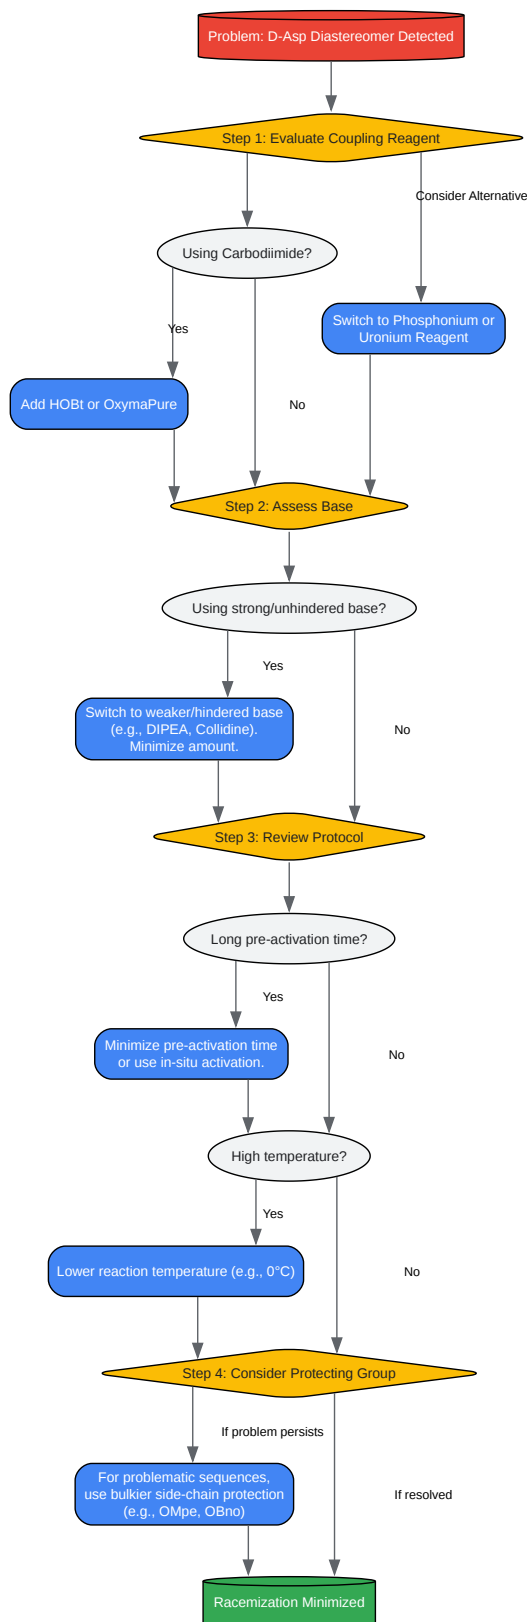 Problem: D-Asp Diastereomer Detected
Step 1: Evaluate Coupling Reagent
Consider Alternative
Using Carbodiimide?
Switch to Phosphonium or
Uronium Reagent
Yes
Add HOBt or OxymaPure
No
Step 2: Assess Base
Using strong/unhindered base?
Yes
Switch to weaker/hindered base
(e.g., DIPEA, Collidine).
Minimize amount.
No
Step 3: Review Protocol
Long pre-activation time?
Yes
Minimize pre-activation time
or use in-situ activation.
No
High temperature?
Yes
Lower reaction temperature (e.g., 0°C)
No
Step 4: Consider Protecting Group
If problem persists
For problematic sequences,
use bulkier side-chain protection
(e.g., OMpe, OBno)
If resolved
Racemization Minimized